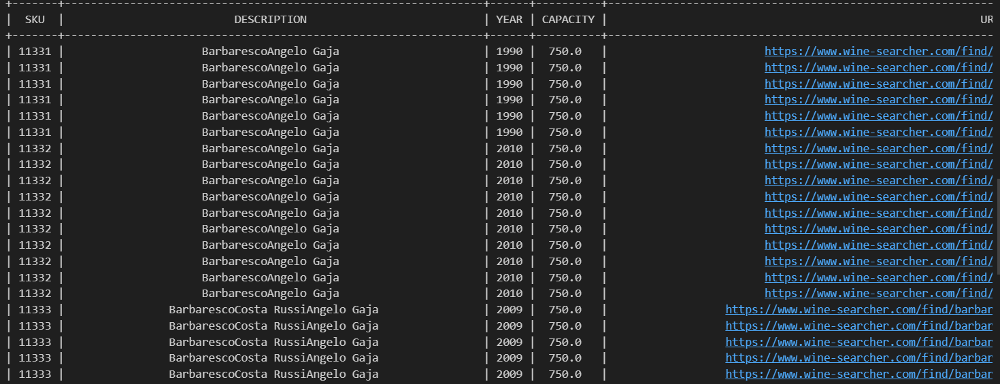 | SKU | DESCRIPTION | YEAR | CAPACITY | UR
| 11331 | BarbarescoAngelo Gaja | 1990 | 750.0 | https://www.wine-searcher.com/find/
| 11331 | BarbarescoAngelo Gaja | 1990 | 750.0 | https://www.wine-searcher.com/find/
| 11331 | BarbarescoAngelo Gaja | 1990 | 750.0 | https://www.wine-searcher.com/find/
| 11331 | BarbarescoAngelo Gaja | 1990 | 750.0 | https://www.wine-searcher.com/find/
| 11331 | BarbarescoAngelo Gaja | 1990 | 750.0 | https://www.wine-searcher.com/find/
| 11331 | BarbarescoAngelo Gaja | 1990 | 750.0 | https://www.wine-searcher.com/find/
| 11332 | BarbarescoAngelo Gaja | 2010 | 750.0 | https://www.wine-searcher.com/find/
| 11332 | BarbarescoAngelo Gaja | 2010 | 750.0 | https://www.wine-searcher.com/find/
| 11332 | BarbarescoAngelo Gaja | 2010 | 750.0 | https://www.wine-searcher.com/find/
| 11332 | BarbarescoAngelo Gaja | 2010 | 750.0 | https://www.wine-searcher.com/find/
| 11332 | BarbarescoAngelo Gaja | 2010 | 750.0 | https://www.wine-searcher.com/find/
| 11332 | BarbarescoAngelo Gaja | 2010 | 750.0 | https://www.wine-searcher.com/find/
| 11332 | BarbarescoAngelo Gaja | 2010 | 750.0 | https://www.wine-searcher.com/find/
| 11332 | BarbarescoAngelo Gaja | 2010 | 750.0 | https://www.wine-searcher.com/find/
| 11332 | BarbarescoAngelo Gaja | 2010 | 750.0 | https://www.wine-searcher.com/find/
| 11332 | BarbarescoAngelo Gaja | 2010 | 750.0 | https://www.wine-searcher.com/find/
| 11333 | BarbarescoCosta RussiAngelo Gaja | 2009 | 750.0 | https://www.wine-searcher.com/find/barbar
| 11333 | BarbarescoCosta RussiAngelo Gaja | 2009 | 750.0 | https://www.wine-searcher.com/find/barbar
| 11333 | BarbarescoCosta RussiAngelo Gaja | 2009 | 750.0 | https://www.wine-searcher.com/find/barbar
| 11333 | BarbarescoCosta RussiAngelo Gaja | 2009 | 750.0 | https://www.wine-searcher.com/find/barbar
| 11333 | BarbarescoCosta RussiAngelo Gaja | 2009 | 750.0 | https://www.wine-searcher.com/find/barbar